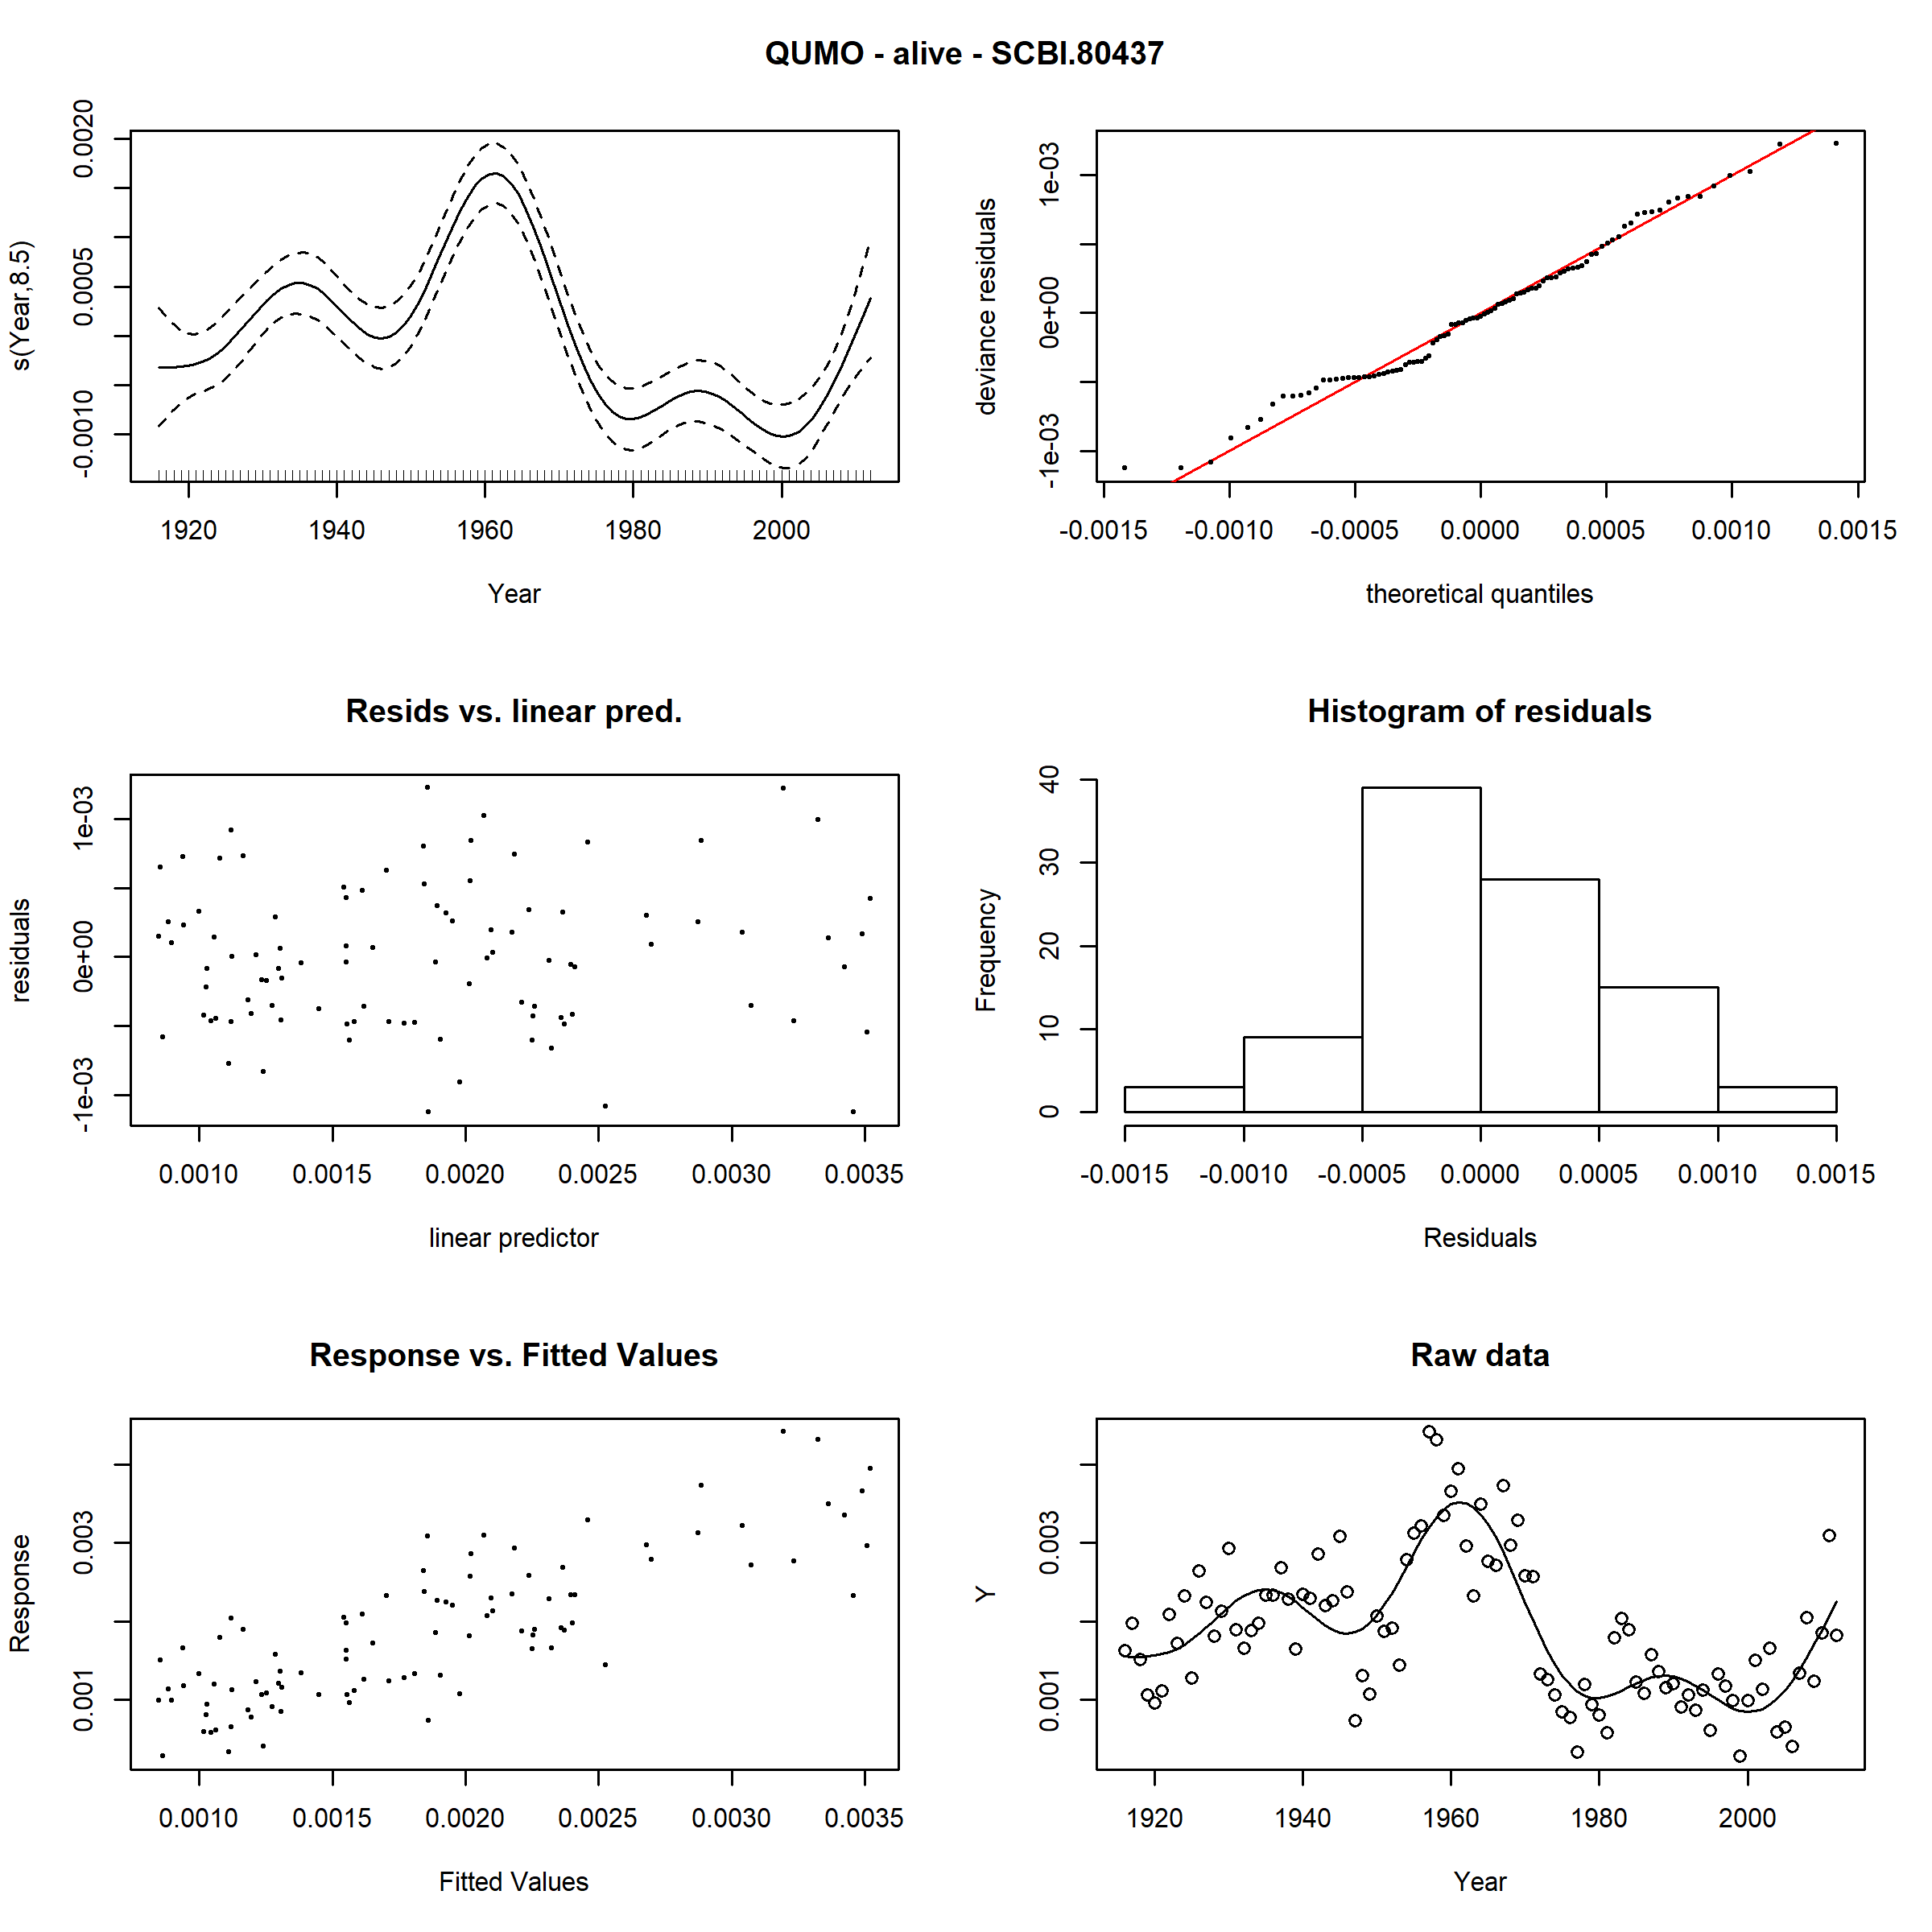 QUMO - alive - SCBI.80437
s(Year,8.5)
-0.0010 0.0005 0.0020
1920 1940 1960 1980 2000
Year
deviance residuals
-1e-03 0e+00 1e-03
-0.0015 -0.0010 -0.0005 0.0000 0.0005 0.0010 0.0015
theoretical quantiles
Resids vs. linear pred.
residuals
-1e-03 0e+00 1e-03
0.0010 0.0015 0.0020 0.0025 0.0030 0.0035
linear predictor
Histogram of residuals
Frequency
0 10 20 30 40
-0.0015 -0.0010 -0.0005 0.0000 0.0005 0.0010 0.0015
Residuals
Response vs. Fitted Values
Response
0.001 0.003
0.0010 0.0015 0.0020 0.0025 0.0030 0.0035
Fitted Values
Raw data
Y
0.001 0.003
1920 1940 1960 1980 2000
Year